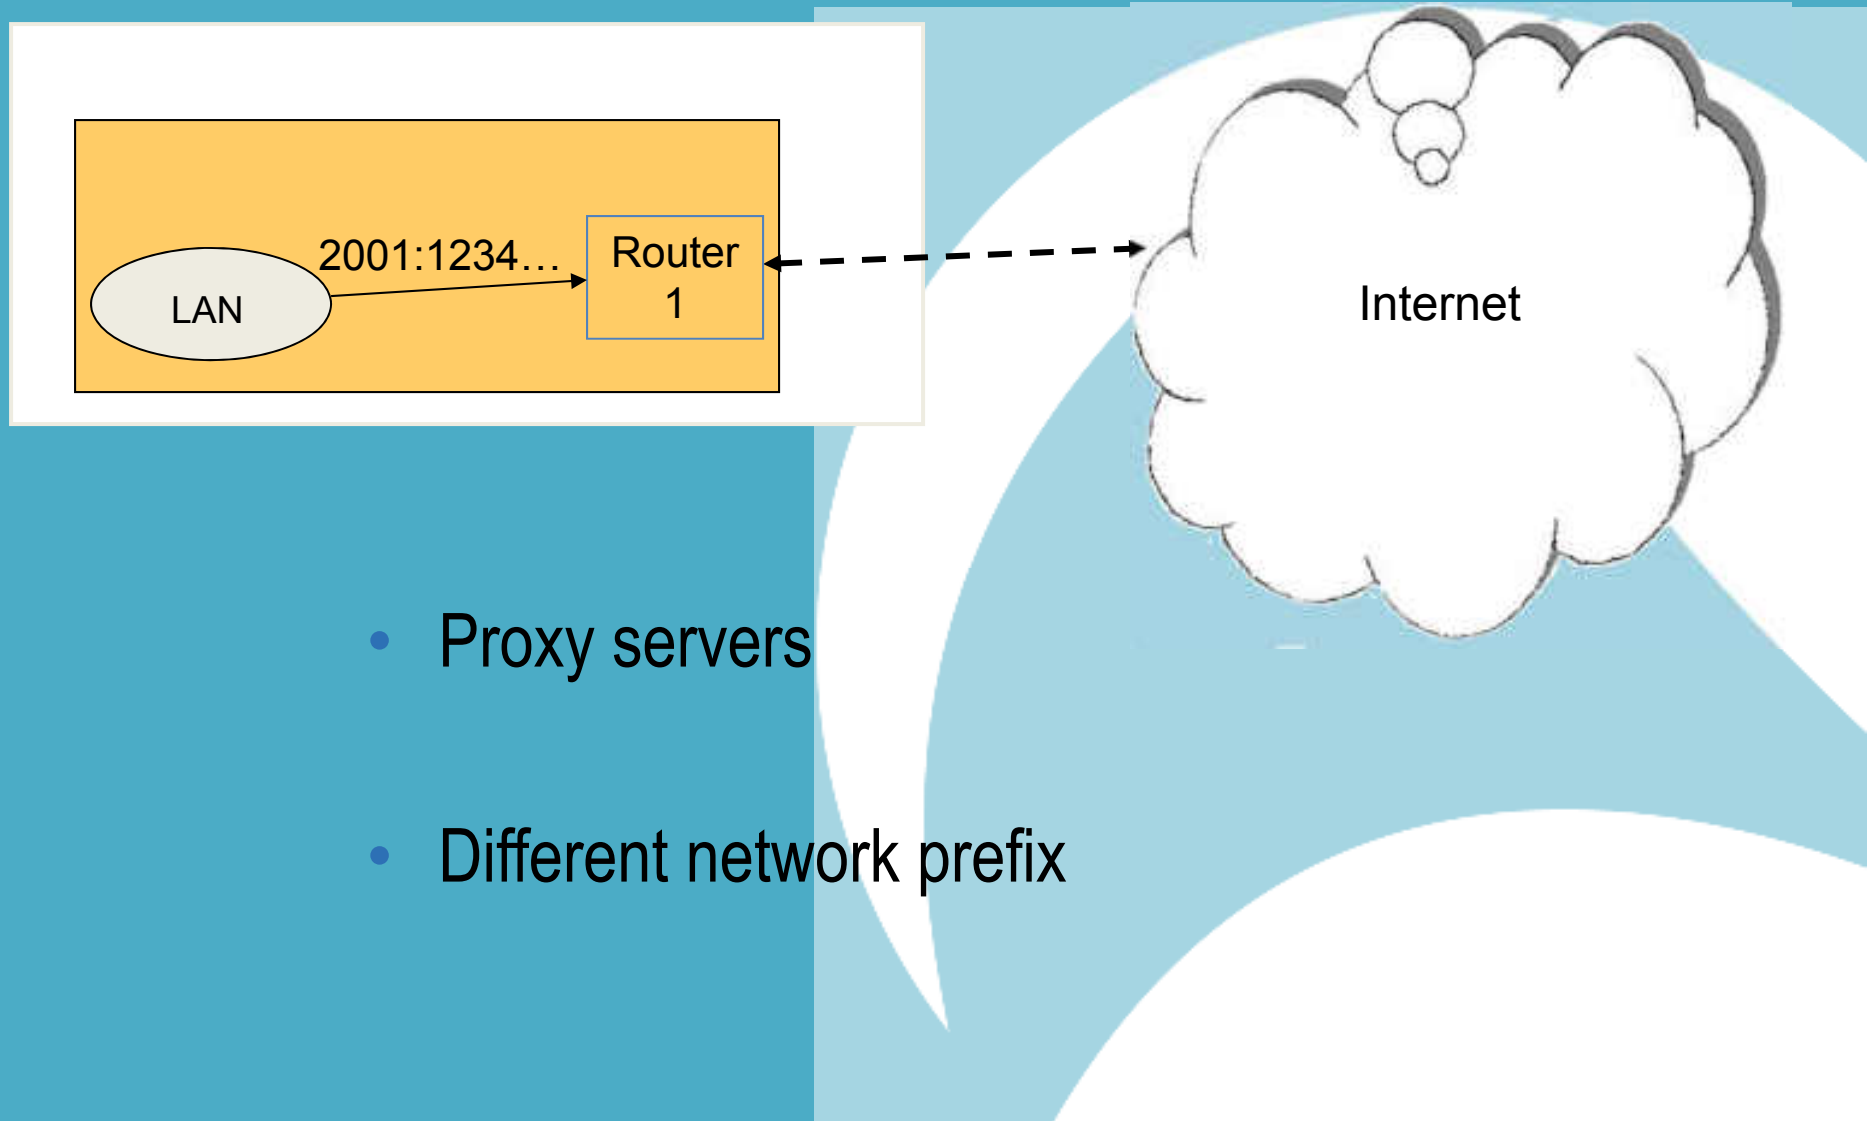 2001:1234…
Router
1
LAN
Internet
• Proxy servers
• Different network prefix